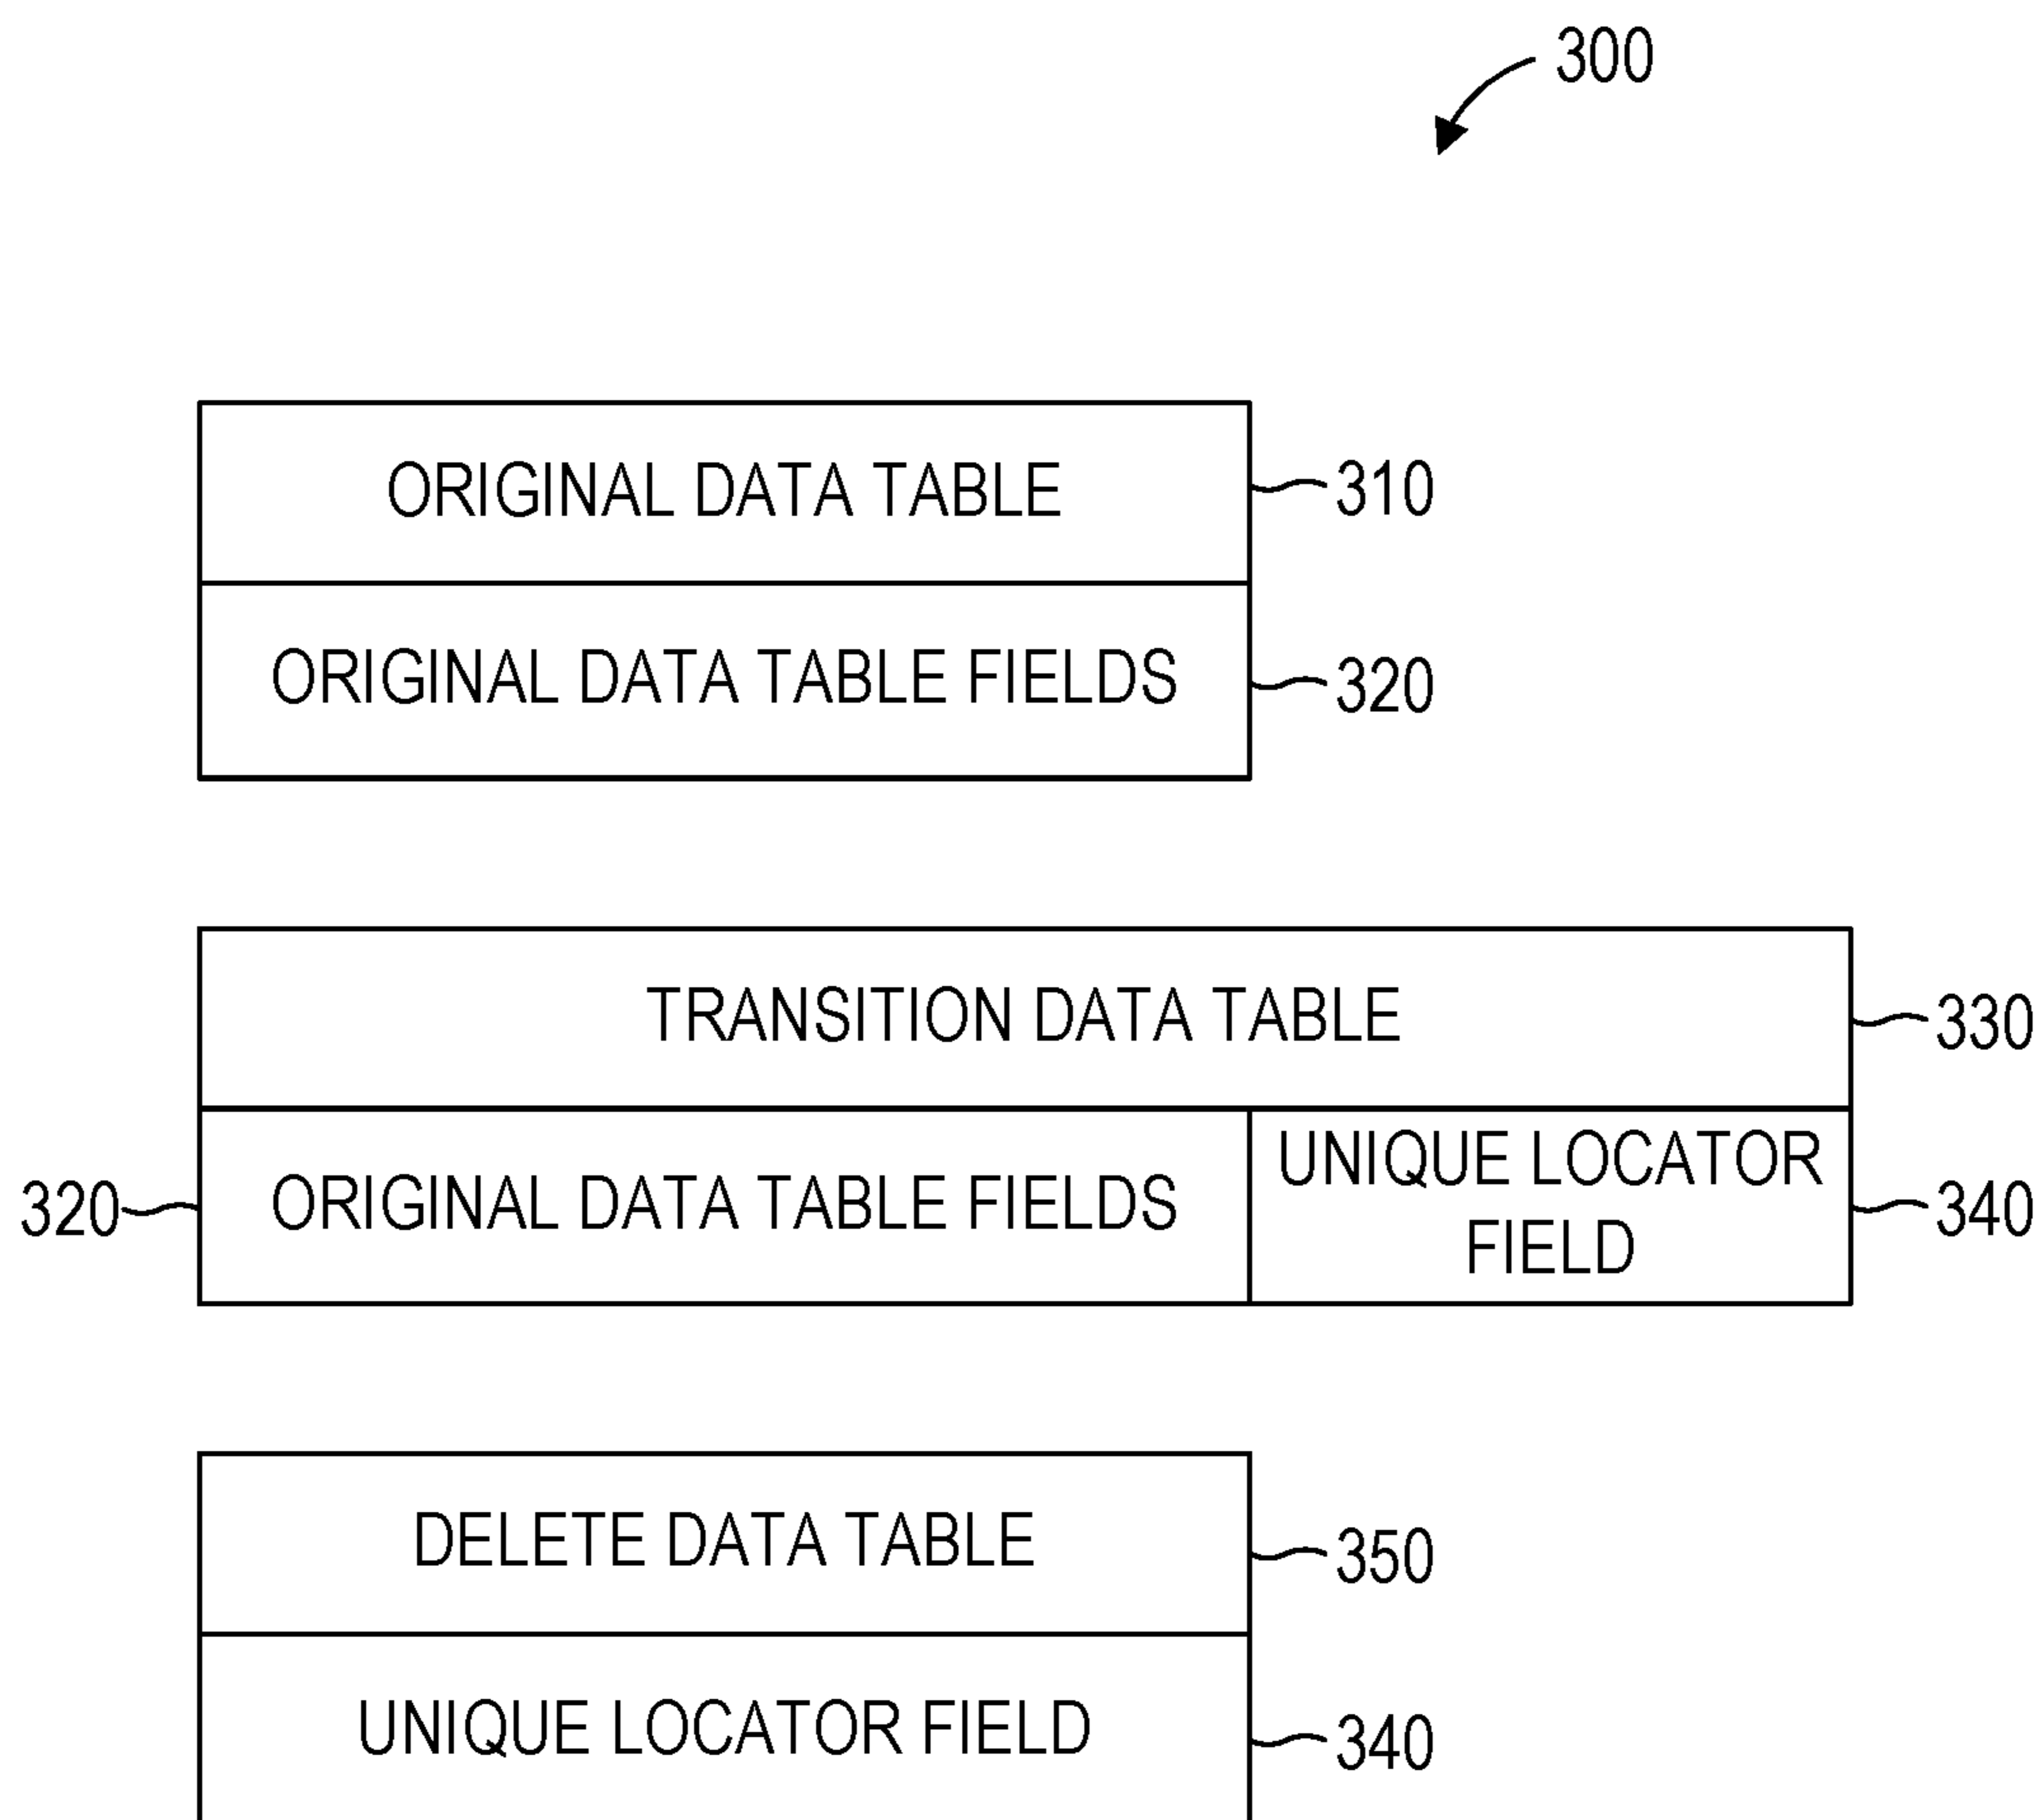 300
ORIGINAL DATA TABLE 310
ORIGINAL DATA TABLE FIELDS 320
TRANSITION DATA TABLE 330
320 ORIGINAL DATA TABLE FIELDS
UNIQUE LOCATOR
FIELD
340
DELETE DATA TABLE 350
UNIQUE LOCATOR FIELD 340